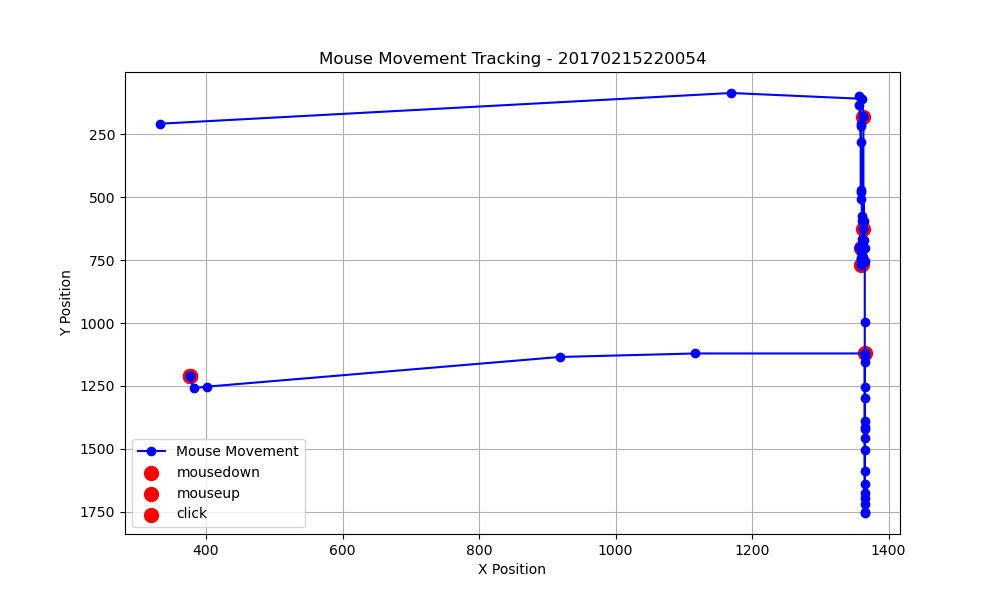 Mouse Movement Tracking - 20170215220054
Y Position
250
500
750
1000
1250
1500
1750
Mouse Movement
mousedown
mouseup
click
400 600 800 1000 1200 1400
X Position